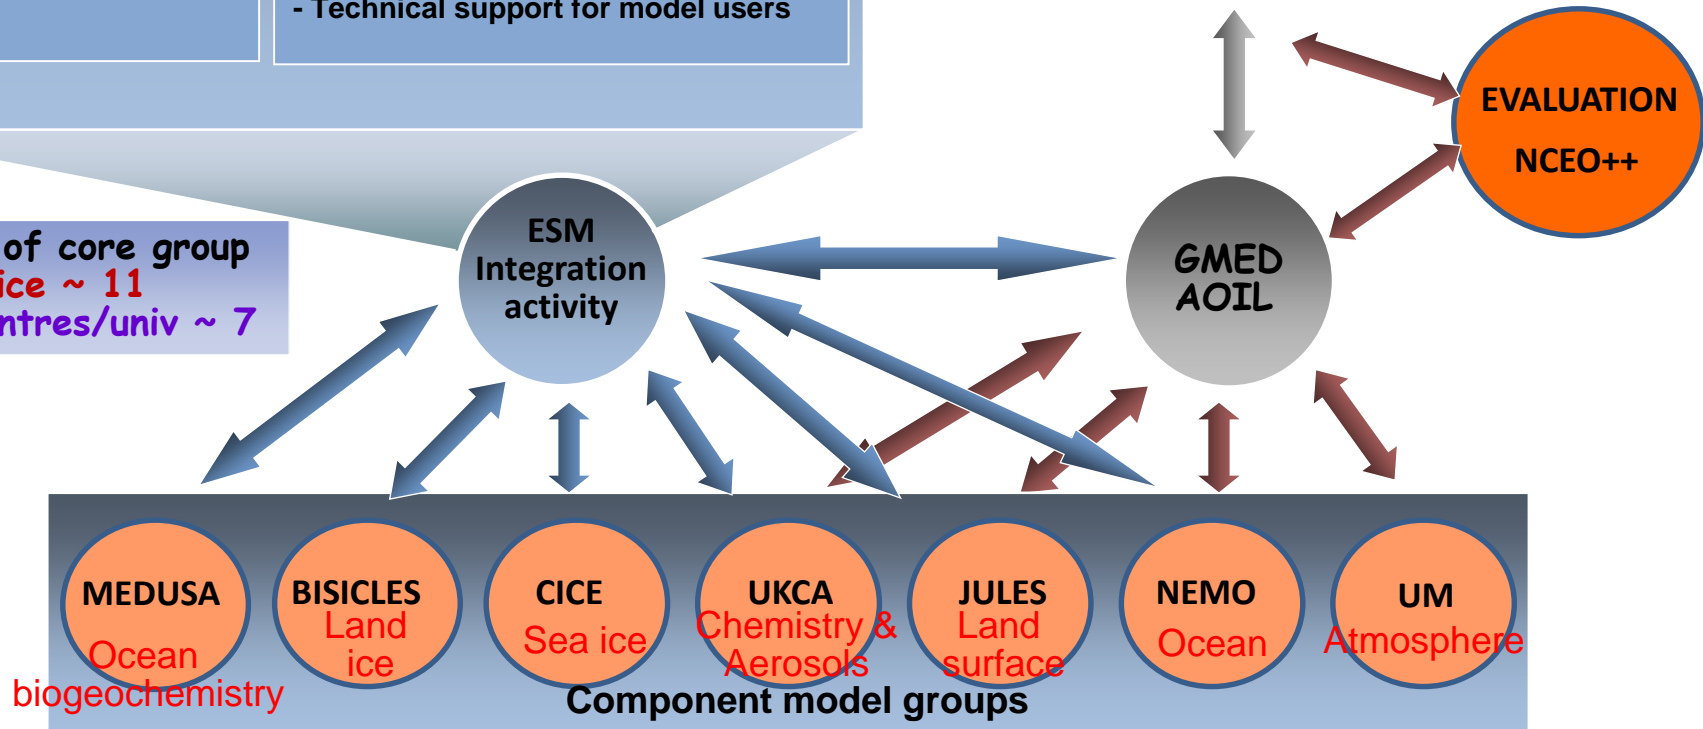 - Technical support for model users
EVALUATION
NCEO++
of core group
ice ~ 11
ntres/univ ~ 7
ESM
Integration
activity
GMED
AOIL
MEDUSA
Ocean
biogeochemistry
BISICLES
Land
ice
CICE
Sea ice
UKCA
Chemistry &
Aerosols
JULES
Land
surface
NEMO
Ocean
UM
Atmosphere
Component model groups